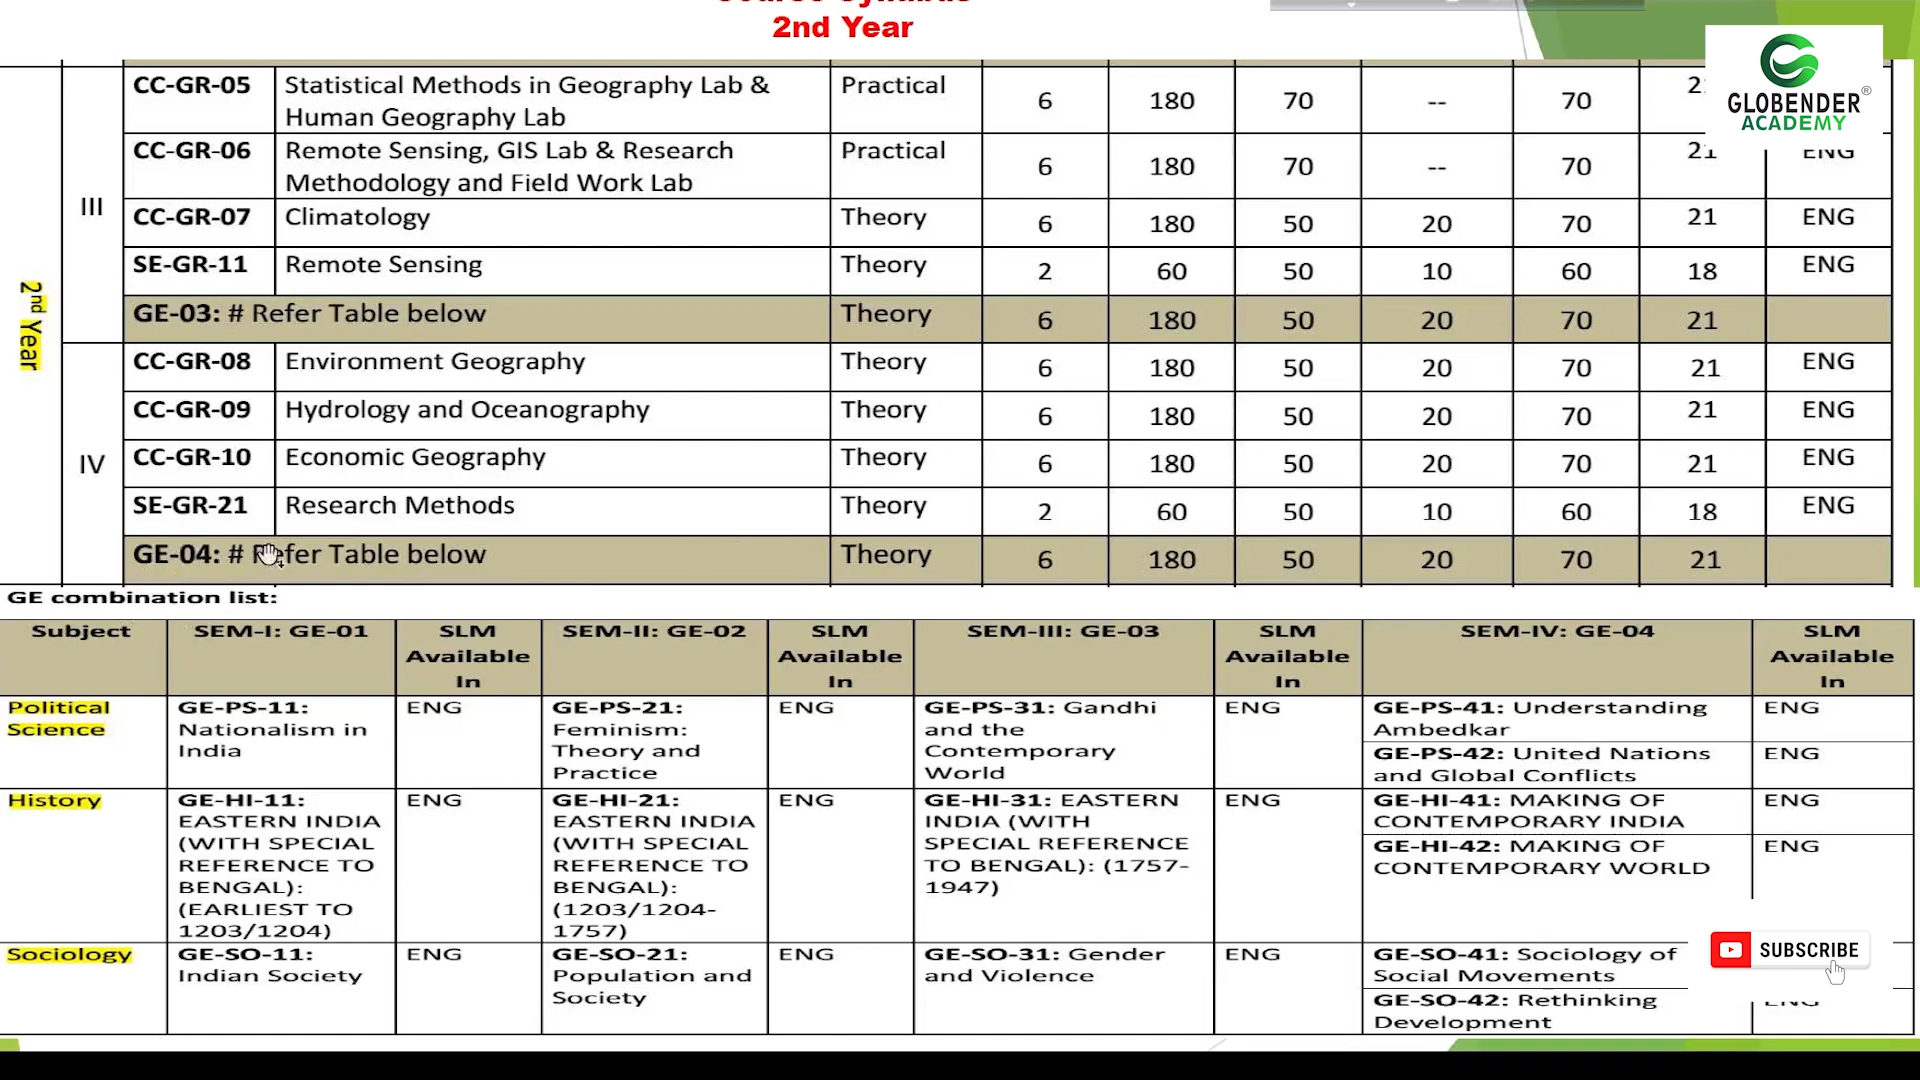 2nd Year
GLOBENDER®
ACADEMY
2nd Year
III
CC-GR-05 Statistical Methods in Geography Lab & Practical 6 180 70 -- 70
Human Geography Lab
CC-GR-06 Remote Sensing, GIS Lab & Research Practical 6 180 70 -- 70 21 ENG
Methodology and Field Work Lab
CC-GR-07 Climatology Theory 6 180 50 20 70 21 ENG
SE-GR-11 Remote Sensing Theory 2 60 50 10 60 18 ENG
GE-03: # Refer Table below Theory 6 180 50 20 70 21
IV
CC-GR-08 Environment Geography Theory 6 180 50 20 70 21 ENG
CC-GR-09 Hydrology and Oceanography Theory 6 180 50 20 70 21 ENG
CC-GR-10 Economic Geography Theory 6 180 50 20 70 21 ENG
SE-GR-21 Research Methods Theory 2 60 50 10 60 18 ENG
GE-04: # Refer Table below Theory 6 180 50 20 70 21
GE combination list:
Subject SEM-I: GE-01 SLM SEM-II: GE-02 SLM SEM-III: GE-03 SLM SEM-IV: GE-04 SLM
Available Available Available Available
In In In In
Political GE-PS-11: ENG GE-PS-21: ENG GE-PS-31: Gandhi ENG GE-PS-41: Understanding ENG
Science Nationalism in Feminism: and the Ambedkar
India Theory and Contemporary GE-PS-42: United Nations ENG
Practice World and Global Conflicts
History GE-HI-11: ENG GE-HI-21: ENG GE-HI-31: EASTERN ENG GE-HI-41: MAKING OF ENG
EASTERN INDIA EASTERN INDIA INDIA (WITH CONTEMPORARY INDIA
(WITH SPECIAL (WITH SPECIAL SPECIAL REFERENCE GE-HI-42: MAKING OF ENG
REFERENCE TO REFERENCE TO TO BENGAL): (1757- CONTEMPORARY WORLD
BENGAL): BENGAL): 1947)
(EARLIEST TO (1203/1204-
1203/1204) 1757)
Sociology GE-SO-11: ENG GE-SO-21: ENG GE-SO-31: Gender ENG GE-SO-41: Sociology of
Indian Society Population and and Violence Social Movements
Society GE-SO-42: Rethinking
Development
SUBSCRIBE